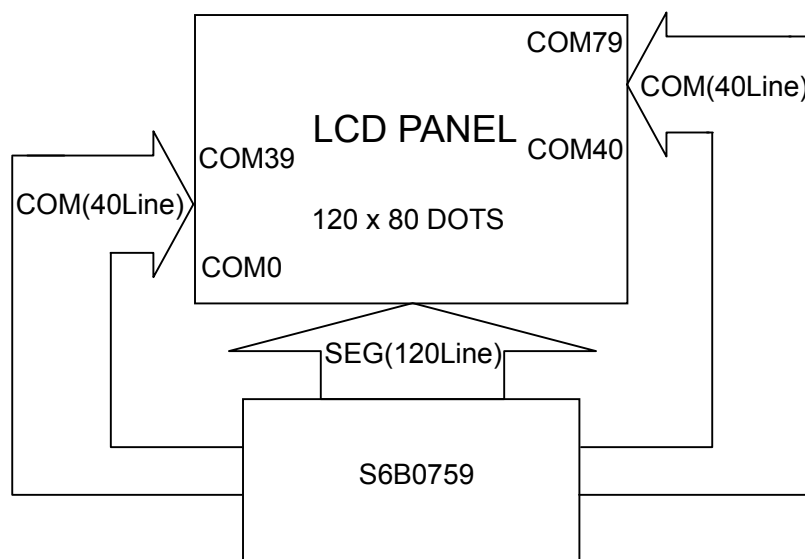 COM79
COM(40Line)
LCD PANEL
COM39
COM40
COM(40Line)
120 x 80 DOTS
COM0
SEG(120Line)
S6B0759